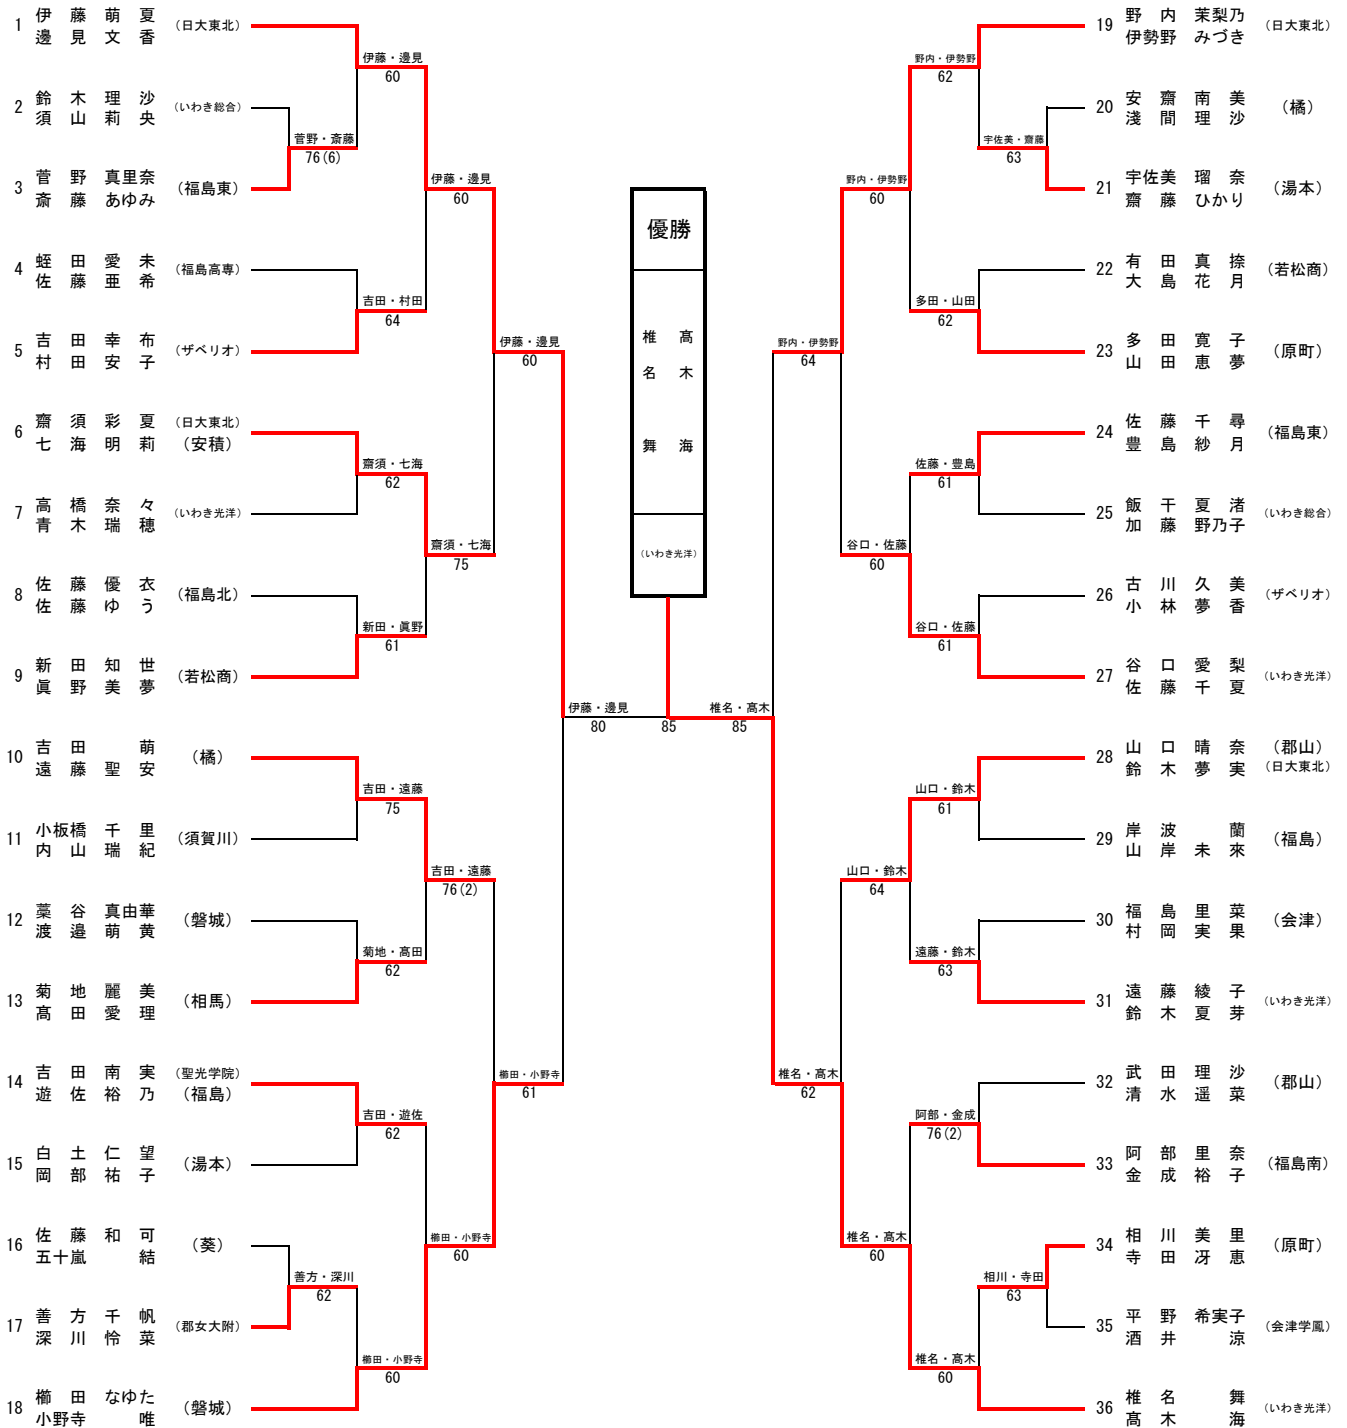 1 伊藤萌夏 (日大東北)
邊見文香
2 鈴木理沙 (いわき総合)
須山莉央
3 菅野真里奈 (福島東)
斎藤あゆみ
4 蛭田愛未 (福島高専)
佐藤亜希
5 吉田幸布 (ザベリオ)
村田安子
6 齋須彩夏 (日大東北)
七海明莉 (安積)
7 高橋奈々 (いわき光洋)
青木瑞穂
8 佐藤優衣 (福島北)
佐藤ゆう
9 新田知世 (若松商)
眞野美夢
10 吉田萌 (橘)
遠藤聖安
11 小板橋千里 (須賀川)
内山瑞紀
12 藁谷真由華 (磐城)
渡邉萌黄
13 菊地麗美 (相馬)
髙田愛理
14 吉田南実 (聖光学院)
遊佐裕乃 (福島)
15 白土仁望 (湯本)
岡部祐子
16 佐藤和可 (葵)
五十嵐結
17 善方千帆 (郡女大附)
深川怜菜
18 櫛田なゆた (磐城)
小野寺唯
菅野・斎藤
76(6)
善方・深川
62
伊藤・邊見
60
吉田・村田
64
齋須・七海
62
新田・眞野
61
吉田・遠藤
75
菊地・髙田
62
吉田・遊佐
62
櫛田・小野寺
60
伊藤・邊見
60
齋須・七海
75
吉田・遠藤
76(2)
櫛田・小野寺
60
伊藤・邊見
60
櫛田・小野寺
61
伊藤・邊見
80
優勝
椎名舞
髙木海
(いわき光洋)
85
椎名・髙木
85
野内・伊勢野
64
椎名・髙木
62
野内・伊勢野
60
谷口・佐藤
60
山口・鈴木
64
椎名・髙木
60
野内・伊勢野
62
多田・山田
62
佐藤・豊島
61
谷口・佐藤
61
山口・鈴木
61
遠藤・鈴木
63
阿部・金成
76(2)
椎名・髙木
60
宇佐美・齋藤
63
相川・寺田
63
19 野内茉梨乃 (日大東北)
伊勢野みづき
20 安齋南美 (橘)
淺間理沙
21 宇佐美瑠奈 (湯本)
齋藤ひかり
22 有田真捺 (若松商)
大島花月
23 多田寛子 (原町)
山田恵夢
24 佐藤千尋 (福島東)
豊島紗月
25 飯干夏渚 (いわき総合)
加藤野乃子
26 古川久美 (ザベリオ)
小林夢香
27 谷口愛梨 (いわき光洋)
佐藤千夏
28 山口晴奈 (郡山)
鈴木夢実 (日大東北)
29 岸波蘭 (福島)
山岸未來
30 福島里菜 (会津)
村岡実果
31 遠藤綾子 (いわき光洋)
鈴木夏芽
32 武田理沙 (郡山)
清水遥菜
33 阿部里奈 (福島南)
金成裕子
34 相川美里 (原町)
寺田冴恵
35 平野希実子 (会津学鳳)
酒井涼
36 椎名舞 (いわき光洋)
髙木海